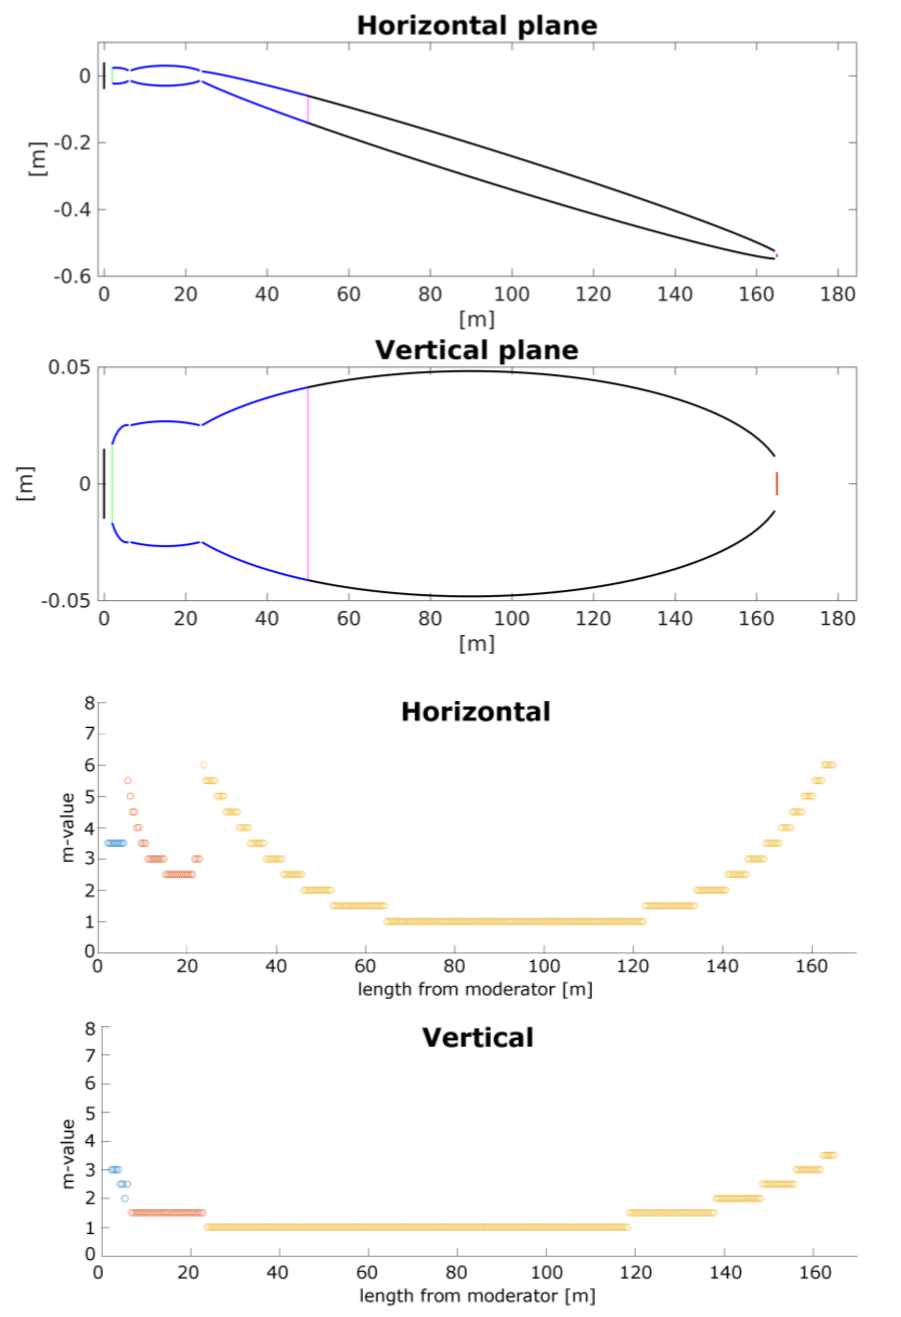 Horizontal plane
0
-0.2
-0.4
-0.6
[m]
0 20 40 60 80 100 120 140 160 180
[m]
Vertical plane
0.05
0
-0.05
[m]
0 20 40 60 80 100 120 140 160 180
[m]
Horizontal
8
7
6
5
4
3
2
1
0
m-value
0 20 40 60 80 100 120 140 160
length from moderator [m]
Vertical
8
7
6
5
4
3
2
1
0
m-value
0 20 40 60 80 100 120 140 160
length from moderator [m]